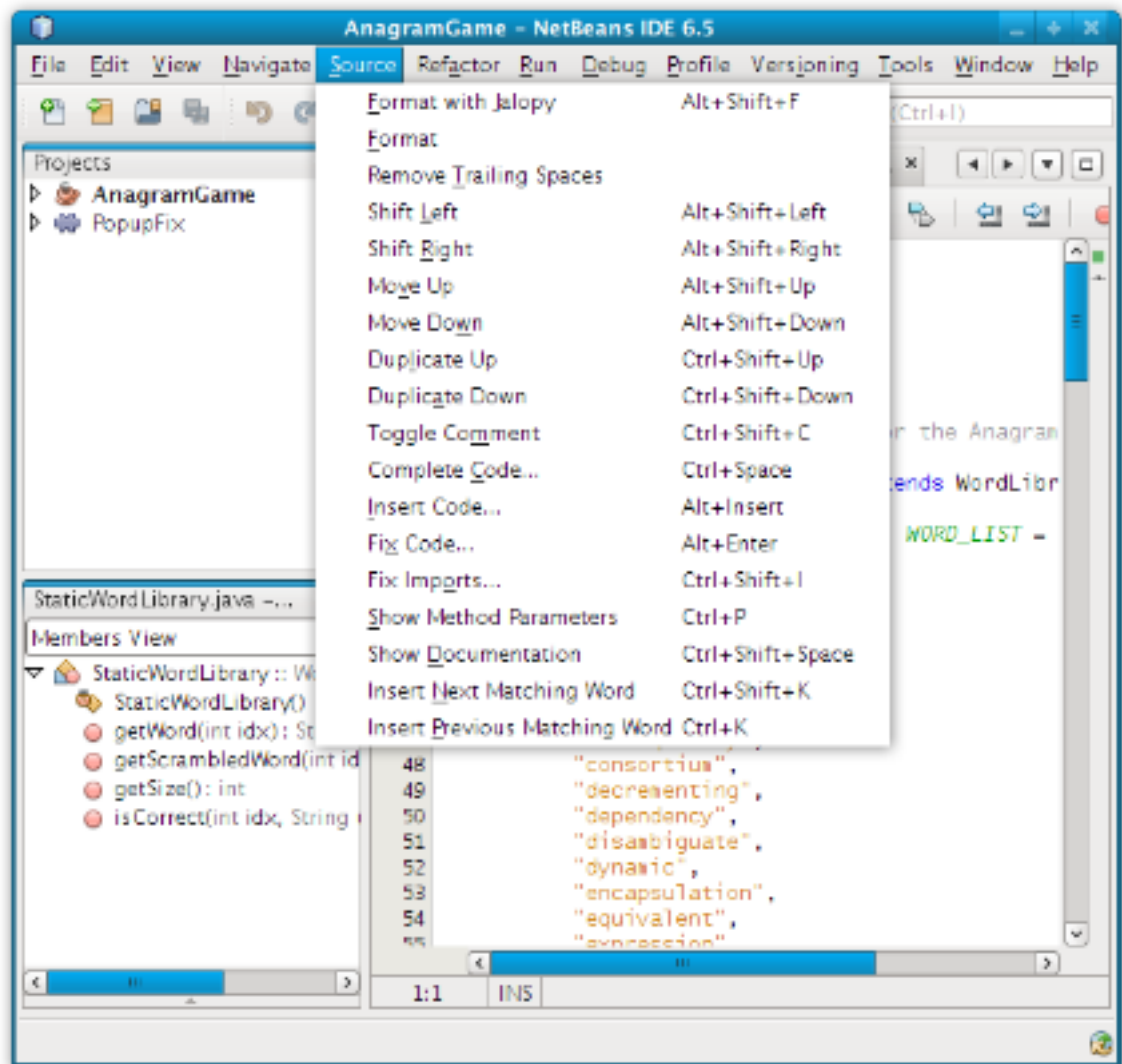 AnagramGame – NetBeans IDE 6.5
File Edit View Navigate Source Refactor Run Debug Profile Versioning Tools Window Help
(Ctrl+I)
Format with Jalopy Alt+Shift+F
Format
Remove Trailing Spaces
Shift Left Alt+Shift+Left
Shift Right Alt+Shift+Right
Move Up Alt+Shift+Up
Move Down Alt+Shift+Down
Duplicate Up Ctrl+Shift+Up
Duplicate Down Ctrl+Shift+Down
Toggle Comment Ctrl+Shift+C
Complete Code... Ctrl+Space
Insert Code... Alt+Insert
Fix Code... Alt+Enter
Fix Imports... Ctrl+Shift+I
Show Method Parameters Ctrl+P
Show Documentation Ctrl+Shift+Space
Insert Next Matching Word Ctrl+Shift+K
Insert Previous Matching Word Ctrl+K
Projects
AnagramGame
PopupFix
StaticWordLibrary.java –...
Members View
StaticWordLibrary :: W
StaticWordLibrary()
getWord(int idx) : St
getScrambledWord(int id
getSize() : int
isCorrect(int idx, String
the Anagram
tends WordLibr
WORD_LIST =
48 "consortium",
49 "decrementing",
50 "dependency",
51 "disambiguate",
52 "dynamic",
53 "encapsulation",
54 "equivalent",
55 "expression"
1:1 INS